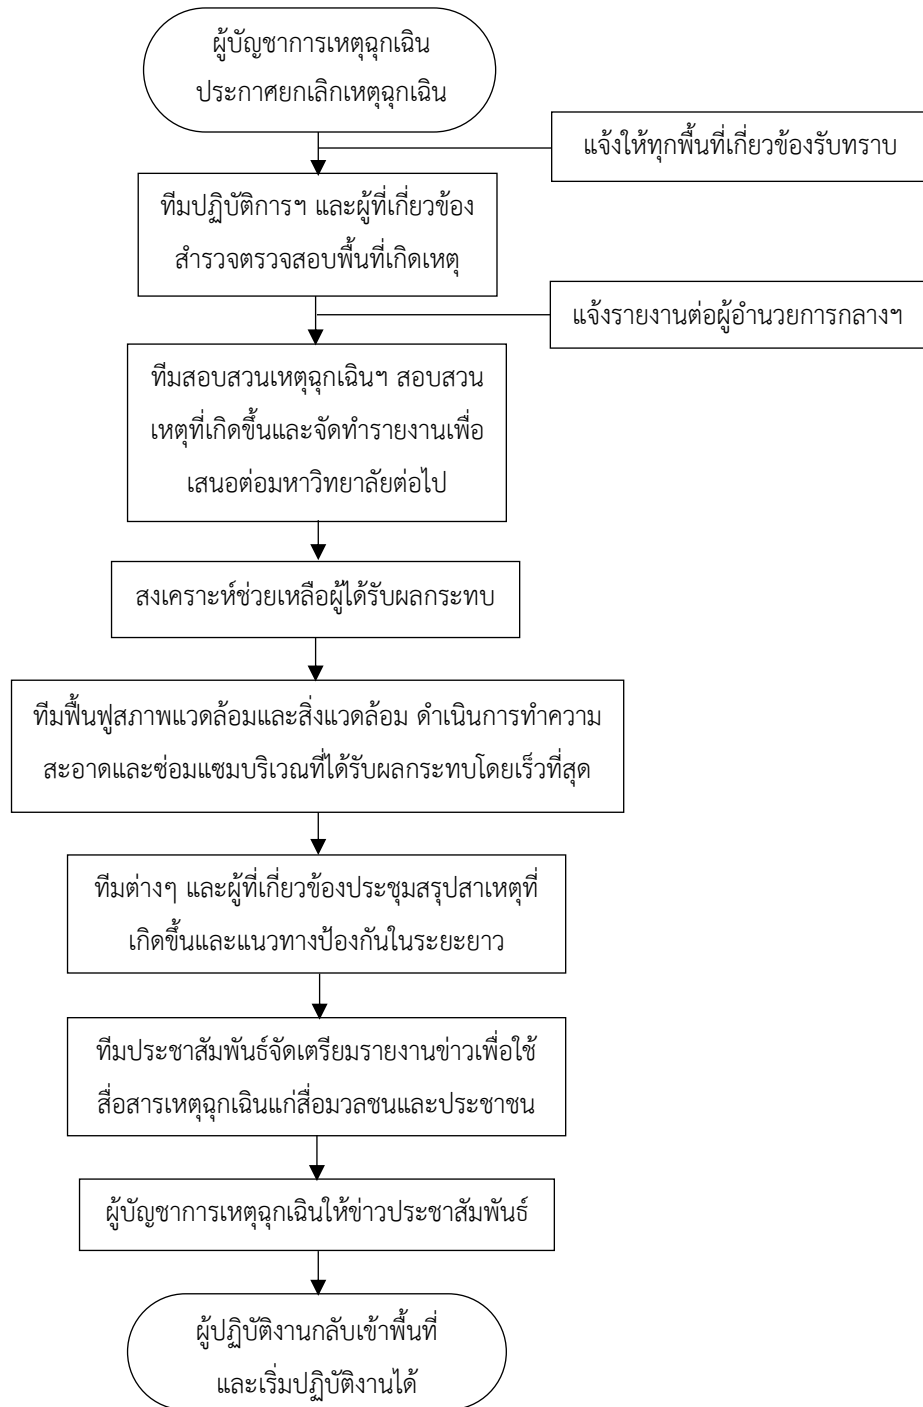 ผู้บัญชาการเหตุฉุกเฉิน
ประกาศยกเลิกเหตุฉุกเฉิน
แจ้งให้ทุกพื้นที่เกี่ยวข้องรับทราบ
ทีมปฏิบัติการฯ และผู้ที่เกี่ยวข้อง
สำรวจตรวจสอบพื้นที่เกิดเหตุ
แจ้งรายงานต่อผู้อำนวยการกลางฯ
ทีมสอบสวนเหตุฉุกเฉินฯ สอบสวน
เหตุที่เกิดขึ้นและจัดทำรายงานเพื่อ
เสนอต่อมหาวิทยาลัยต่อไป
สงเคราะห์ช่วยเหลือผู้ได้รับผลกระทบ
ทีมฟื้นฟูสภาพแวดล้อมและสิ่งแวดล้อม ดำเนินการทำความ
สะอาดและซ่อมแซมบริเวณที่ได้รับผลกระทบโดยเร็วที่สุด
ทีมต่างๆ และผู้ที่เกี่ยวข้องประชุมสรุปสาเหตุที่
เกิดขึ้นและแนวทางป้องกันในระยะยาว
ทีมประชาสัมพันธ์จัดเตรียมรายงานข่าวเพื่อใช้
สื่อสารเหตุฉุกเฉินแก่สื่อมวลชนและประชาชน
ผู้บัญชาการเหตุฉุกเฉินให้ข่าวประชาสัมพันธ์
ผู้ปฏิบัติงานกลับเข้าพื้นที่
และเริ่มปฏิบัติงานได้